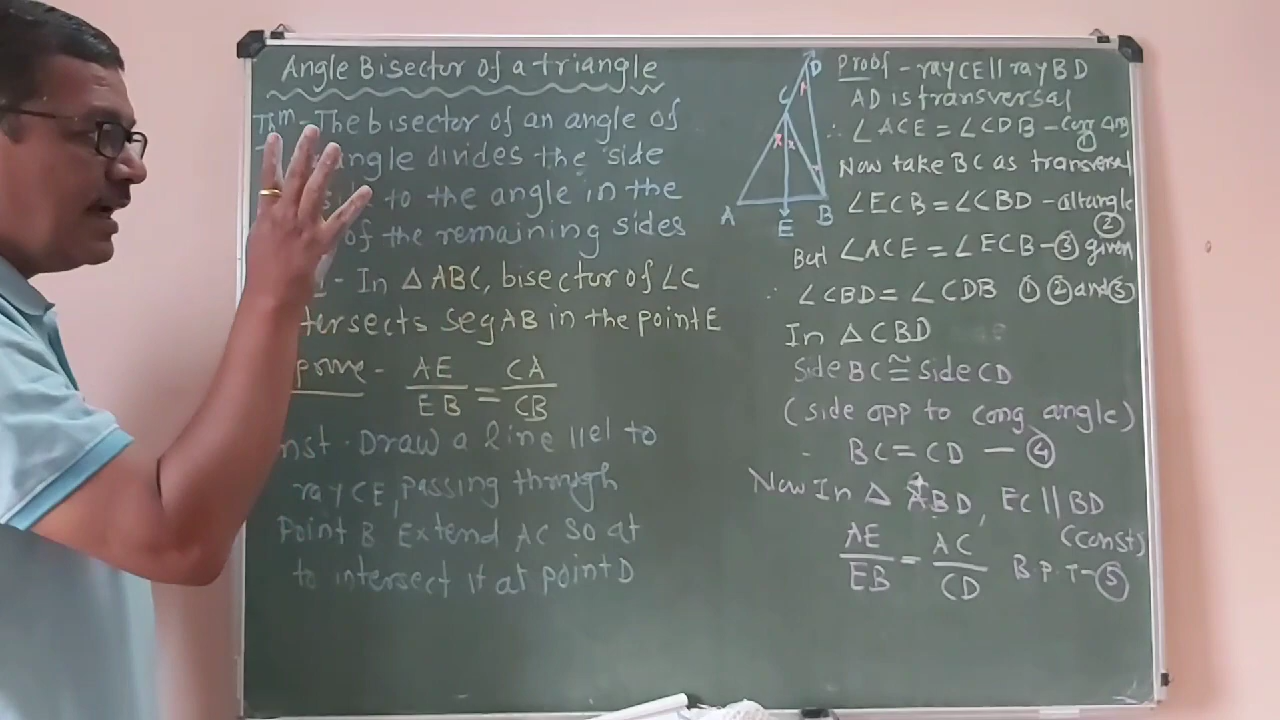 Angle Bisector of a triangle
Thm - The bisector of an angle of
angle divides the side
to the angle in the
of the remaining sides
- In △ ABC, bisector of ∠C
tersects seg AB in the point E
prove - AE/EB = CA/CB
nst. Draw a line llel to
ray CE, passing through
Point B Extend AC so at
to intersect it at point D
D
C
x x
A E B
Proof - ray CE || ray BD
AD is transversal
∴ ∠ACE = ∠CDB - Corr ang ①
Now take BC as transversal
∠ECB = ∠CBD - alt angle ②
But ∠ACE = ∠ECB - ③ given
∴ ∠CBD = ∠CDB ① ② and ③
In △ CBD
Side BC ≅ Side CD
(side opp to cong angle)
BC = CD — ④
Now In △ ABD, EC || BD
(const)
AE/EB = AC/CD B.P.T - ⑤